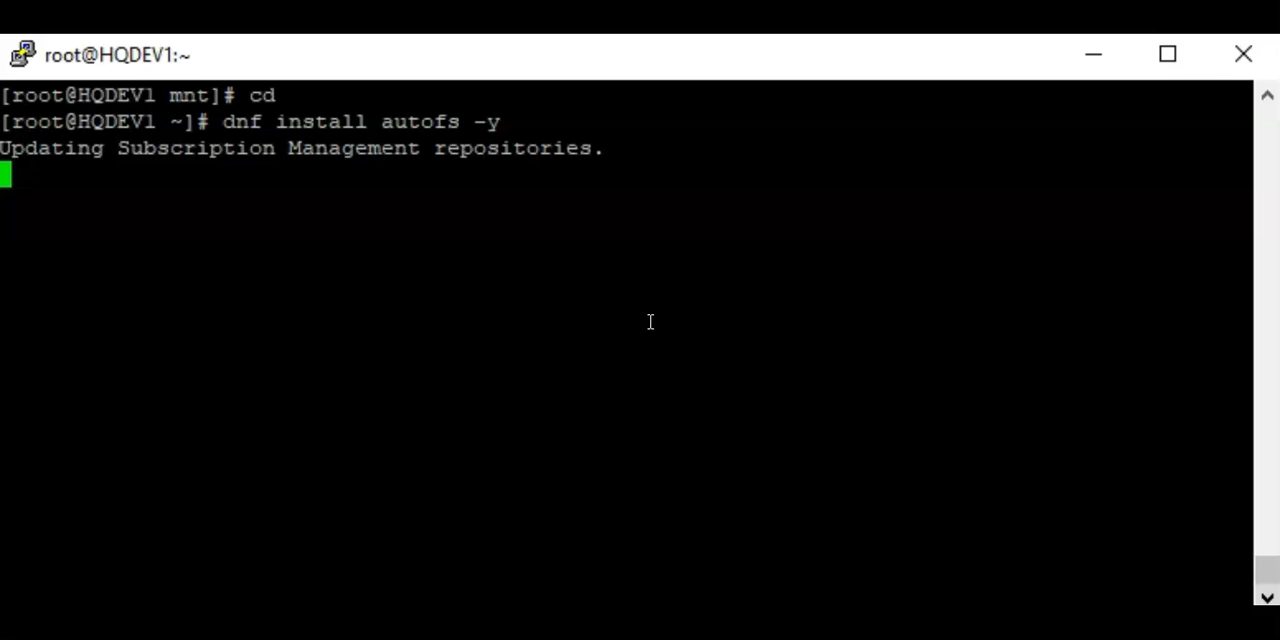 root@HQDEV1:~
[root@HQDEV1 mnt]# cd
[root@HQDEV1 ~]# dnf install autofs -y
Updating Subscription Management repositories.